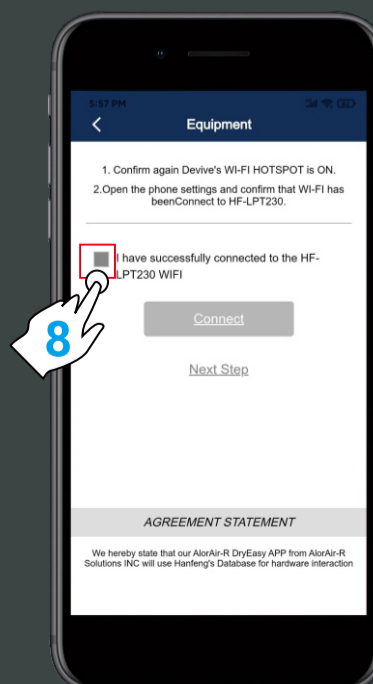 5:57 PM
Equipment
1. Confirm again Devive's WI-FI HOTSPOT is ON.
2.Open the phone settings and confirm that WI-FI has
beenConnect to HF-LPT230.
I have successfully connected to the HF-
LPT230 WIFI
8
Connect
Next Step
AGREEMENT STATEMENT
We hereby state that our AlorAir-R DryEasy APP from AlorAir-R
Solutions INC will use Hanfeng's Database for hardware interaction